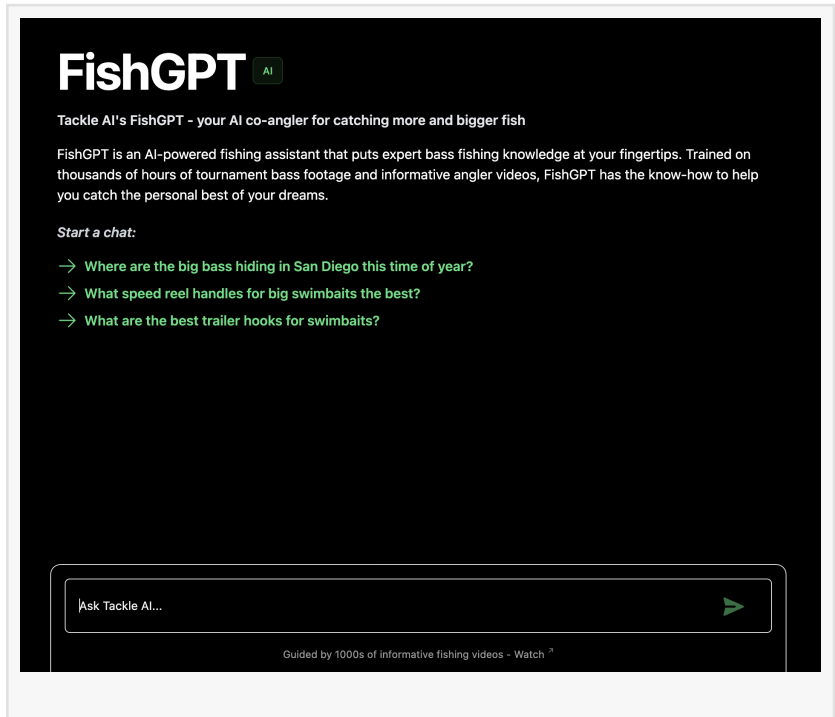 FishGPT AI
Tackle AI's FishGPT - your AI co-angler for catching more and bigger fish
FishGPT is an AI-powered fishing assistant that puts expert bass fishing knowledge at your fingertips. Trained on
thousands of hours of tournament bass footage and informative angler videos, FishGPT has the know-how to help
you catch the personal best of your dreams.
Start a chat:
→ Where are the big bass hiding in San Diego this time of year?
→ What speed reel handles for big swimbaits the best?
→ What are the best trailer hooks for swimbaits?
Ask Tackle AI...
Guided by 1000s of informative fishing videos - Watch ↗